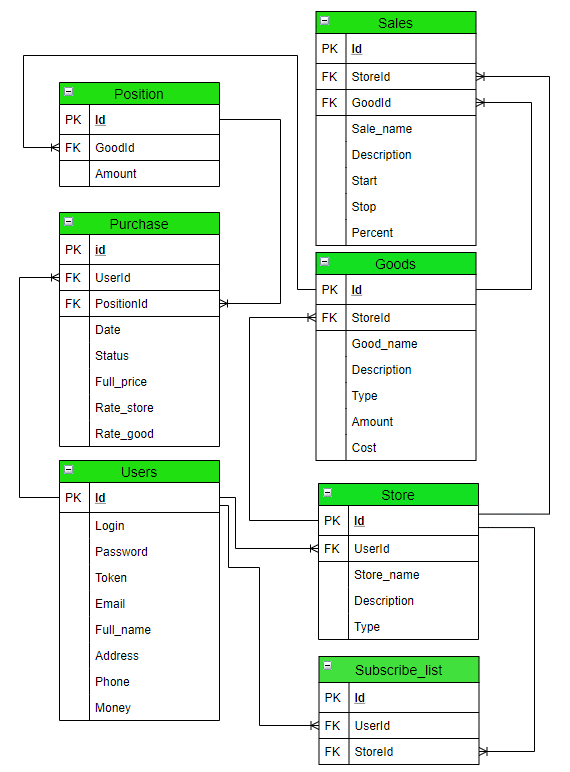 Position
PK Id
FK GoodId
Amount
Purchase
PK id
FK UserId
FK PositionId
Date
Status
Full_price
Rate_store
Rate_good
Users
PK Id
Login
Password
Token
Email
Full_name
Address
Phone
Money
Sales
PK Id
FK StoreId
FK GoodId
Sale_name
Description
Start
Stop
Percent
Goods
PK Id
FK StoreId
Good_name
Description
Type
Amount
Cost
Store
PK Id
FK UserId
Store_name
Description
Type
Subscribe_list
PK Id
FK UserId
FK StoreId